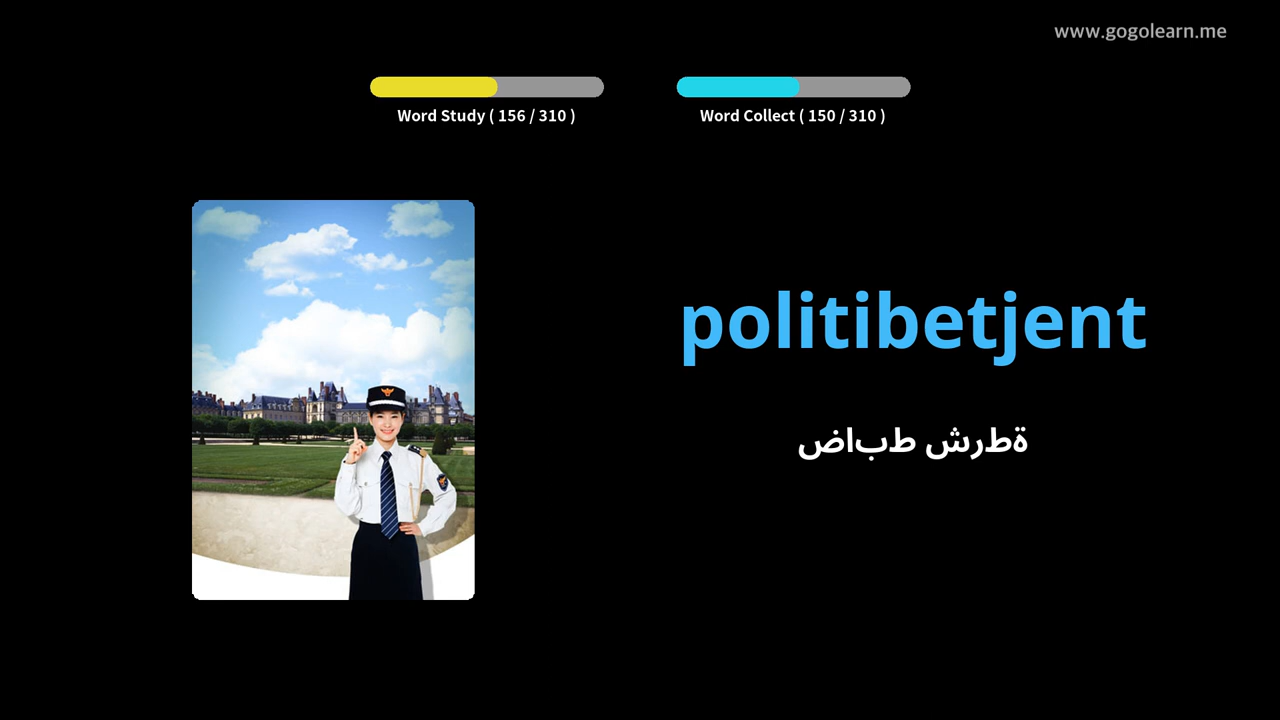 www.gogolearn.me
Word Study ( 156 / 310 )
Word Collect ( 150 / 310 )
politibetjent
ةطرش طباض